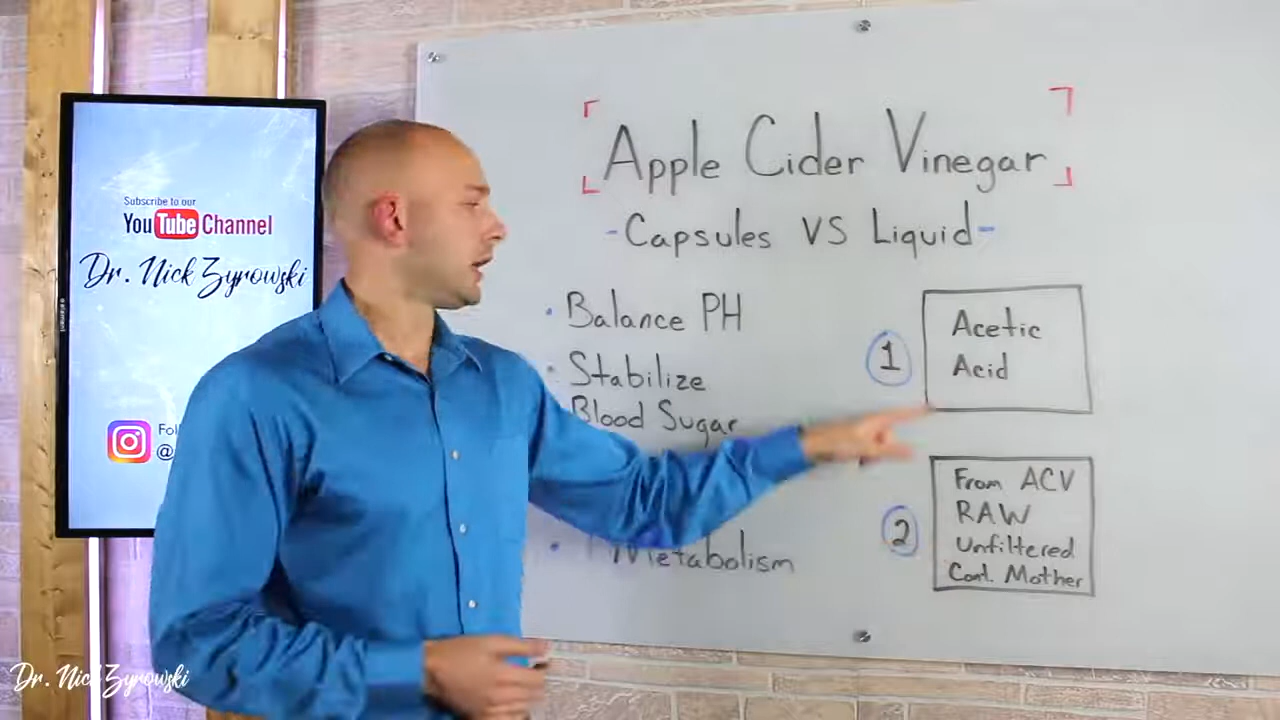 Subscribe to our
YouTube Channel
Dr. Nick Zyrowski
@
Apple Cider Vinegar
- Capsules VS Liquid -
• Balance PH
• Stabilize
Blood Sugar
• Metabolism
1
Acetic
Acid
2
From ACV
RAW
Unfiltered
Cont. Mother
Dr. Nick Zyrowski